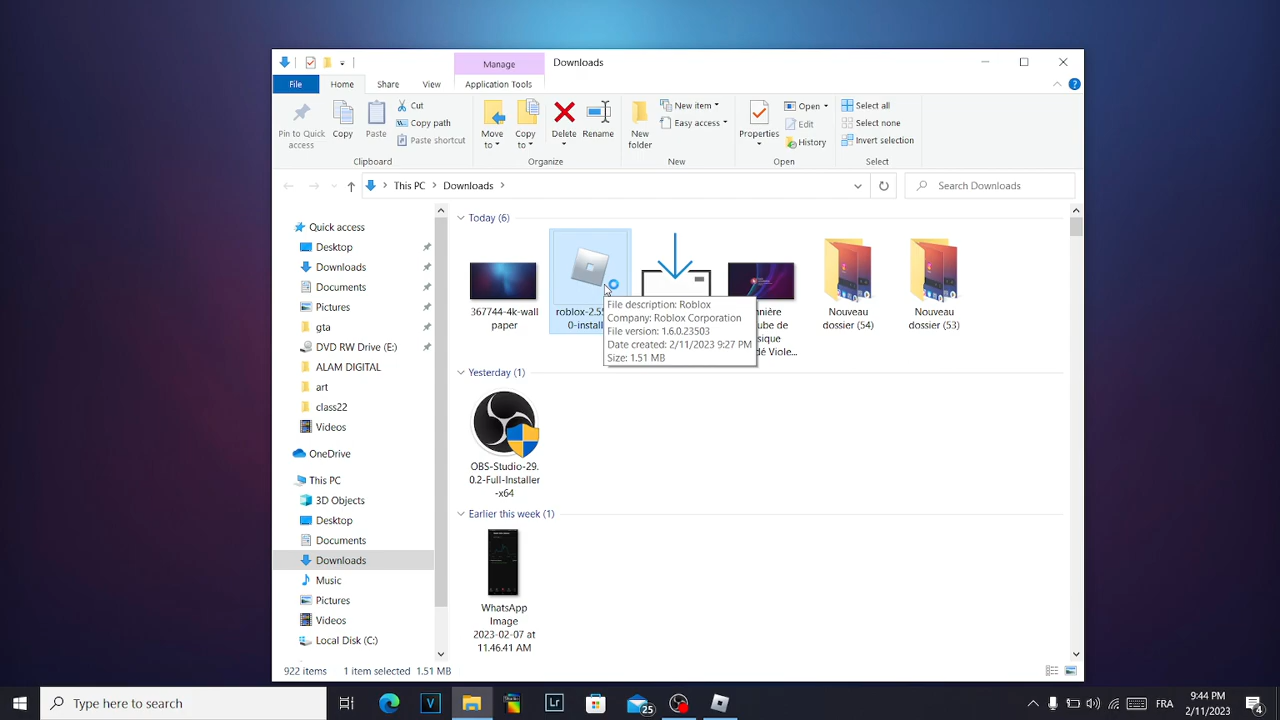 Manage
Downloads
File
Home
Share
View
Application Tools
Pin to Quick
access
Copy
Paste
Cut
Copy path
Paste shortcut
Clipboard
Move
to
Copy
to
Delete
Rename
Organize
New
folder
New item
Easy access
New
Properties
Open
Edit
History
Open
Select all
Select none
Invert selection
Select
This PC
Downloads
Search Downloads
Quick access
Desktop
Downloads
Documents
Pictures
gta
DVD RW Drive (E:)
ALAM DIGITAL
art
class22
Videos
OneDrive
This PC
3D Objects
Desktop
Documents
Downloads
Music
Pictures
Videos
Local Disk (C:)
Today (6)
367744-4k-wall
paper
0-install
File description: Roblox
Company: Roblox Corporation
File version: 1.6.0.23503
Date created: 2/11/2023 9:27 PM
Size: 1.51 MB
Nouveau
dossier (54)
Nouveau
dossier (53)
Yesterday (1)
OBS-Studio-29.
0.2-Full-Installer
-x64
Earlier this week (1)
WhatsApp
Image
2023-02-07 at
11.46.41 AM
922 items
1 item selected
1.51 MB
Type here to search
V
Lr
25
FRA
9:44 PM
2/11/2023
4